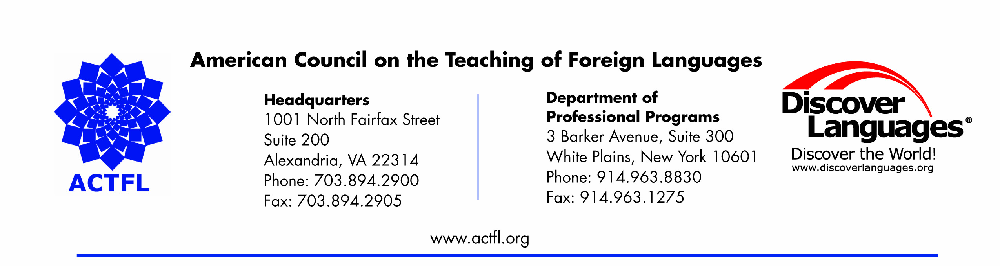 American Council on the Teaching of Foreign Languages
ACTFL
Headquarters
1001 North Fairfax Street
Suite 200
Alexandria, VA 22314
Phone: 703.894.2900
Fax: 703.894.2905
Department of
Professional Programs
3 Barker Avenue, Suite 300
White Plains, New York 10601
Phone: 914.963.8830
Fax: 914.963.1275
Discover
Languages®
Discover the World!
www.discoverlanguages.org
www.actfl.org